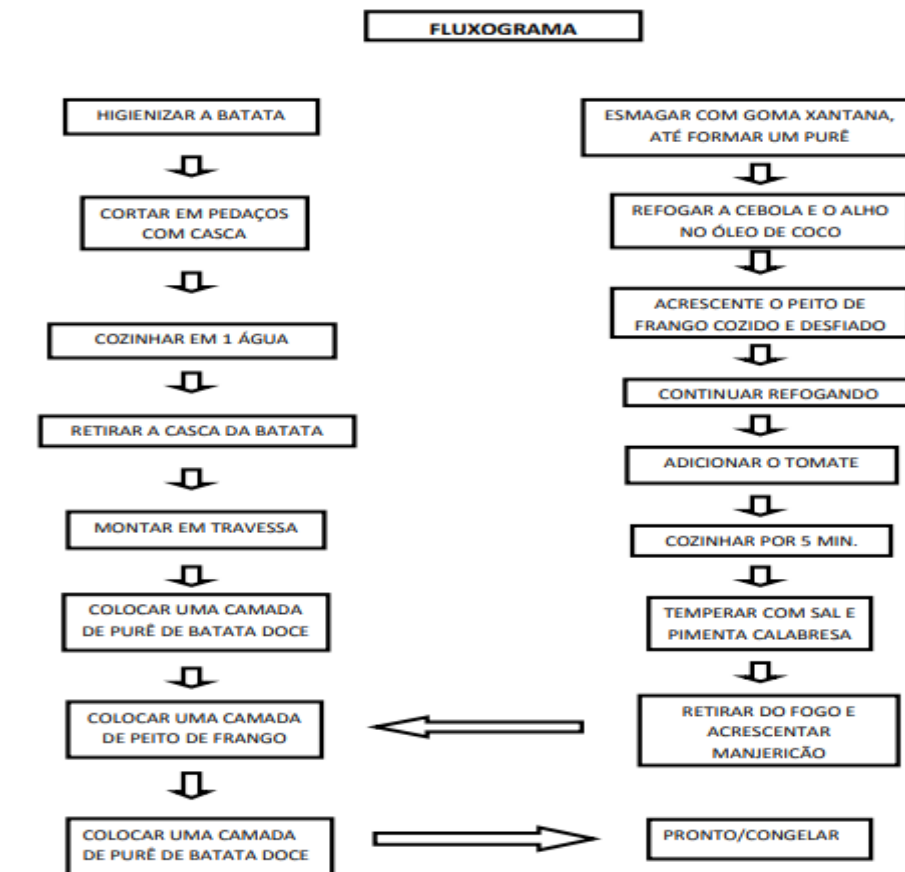 FLUXOGRAMA
HIGIENIZAR A BATATA
CORTAR EM PEDAÇOS
COM CASCA
COZINHAR EM 1 ÁGUA
RETIRAR A CASCA DA BATATA
MONTAR EM TRAVESSA
COLOCAR UMA CAMADA
DE PURÊ DE BATATA DOCE
COLOCAR UMA CAMADA
DE PEITO DE FRANGO
COLOCAR UMA CAMADA
DE PURÊ DE BATATA DOCE
ESMAGAR COM GOMA XANTANA,
ATÉ FORMAR UM PURÊ
REFOGAR A CEBOLA E O ALHO
NO ÓLEO DE COCO
ACRESCENTE O PEITO DE
FRANGO COZIDO E DESFIADO
CONTINUAR REFOGANDO
ADICIONAR O TOMATE
COZINHAR POR 5 MIN.
TEMPERAR COM SAL E
PIMENTA CALABRESA
RETIRAR DO FOGO E
ACRESCENTAR
MANJERICÃO
PRONTO/CONGELAR